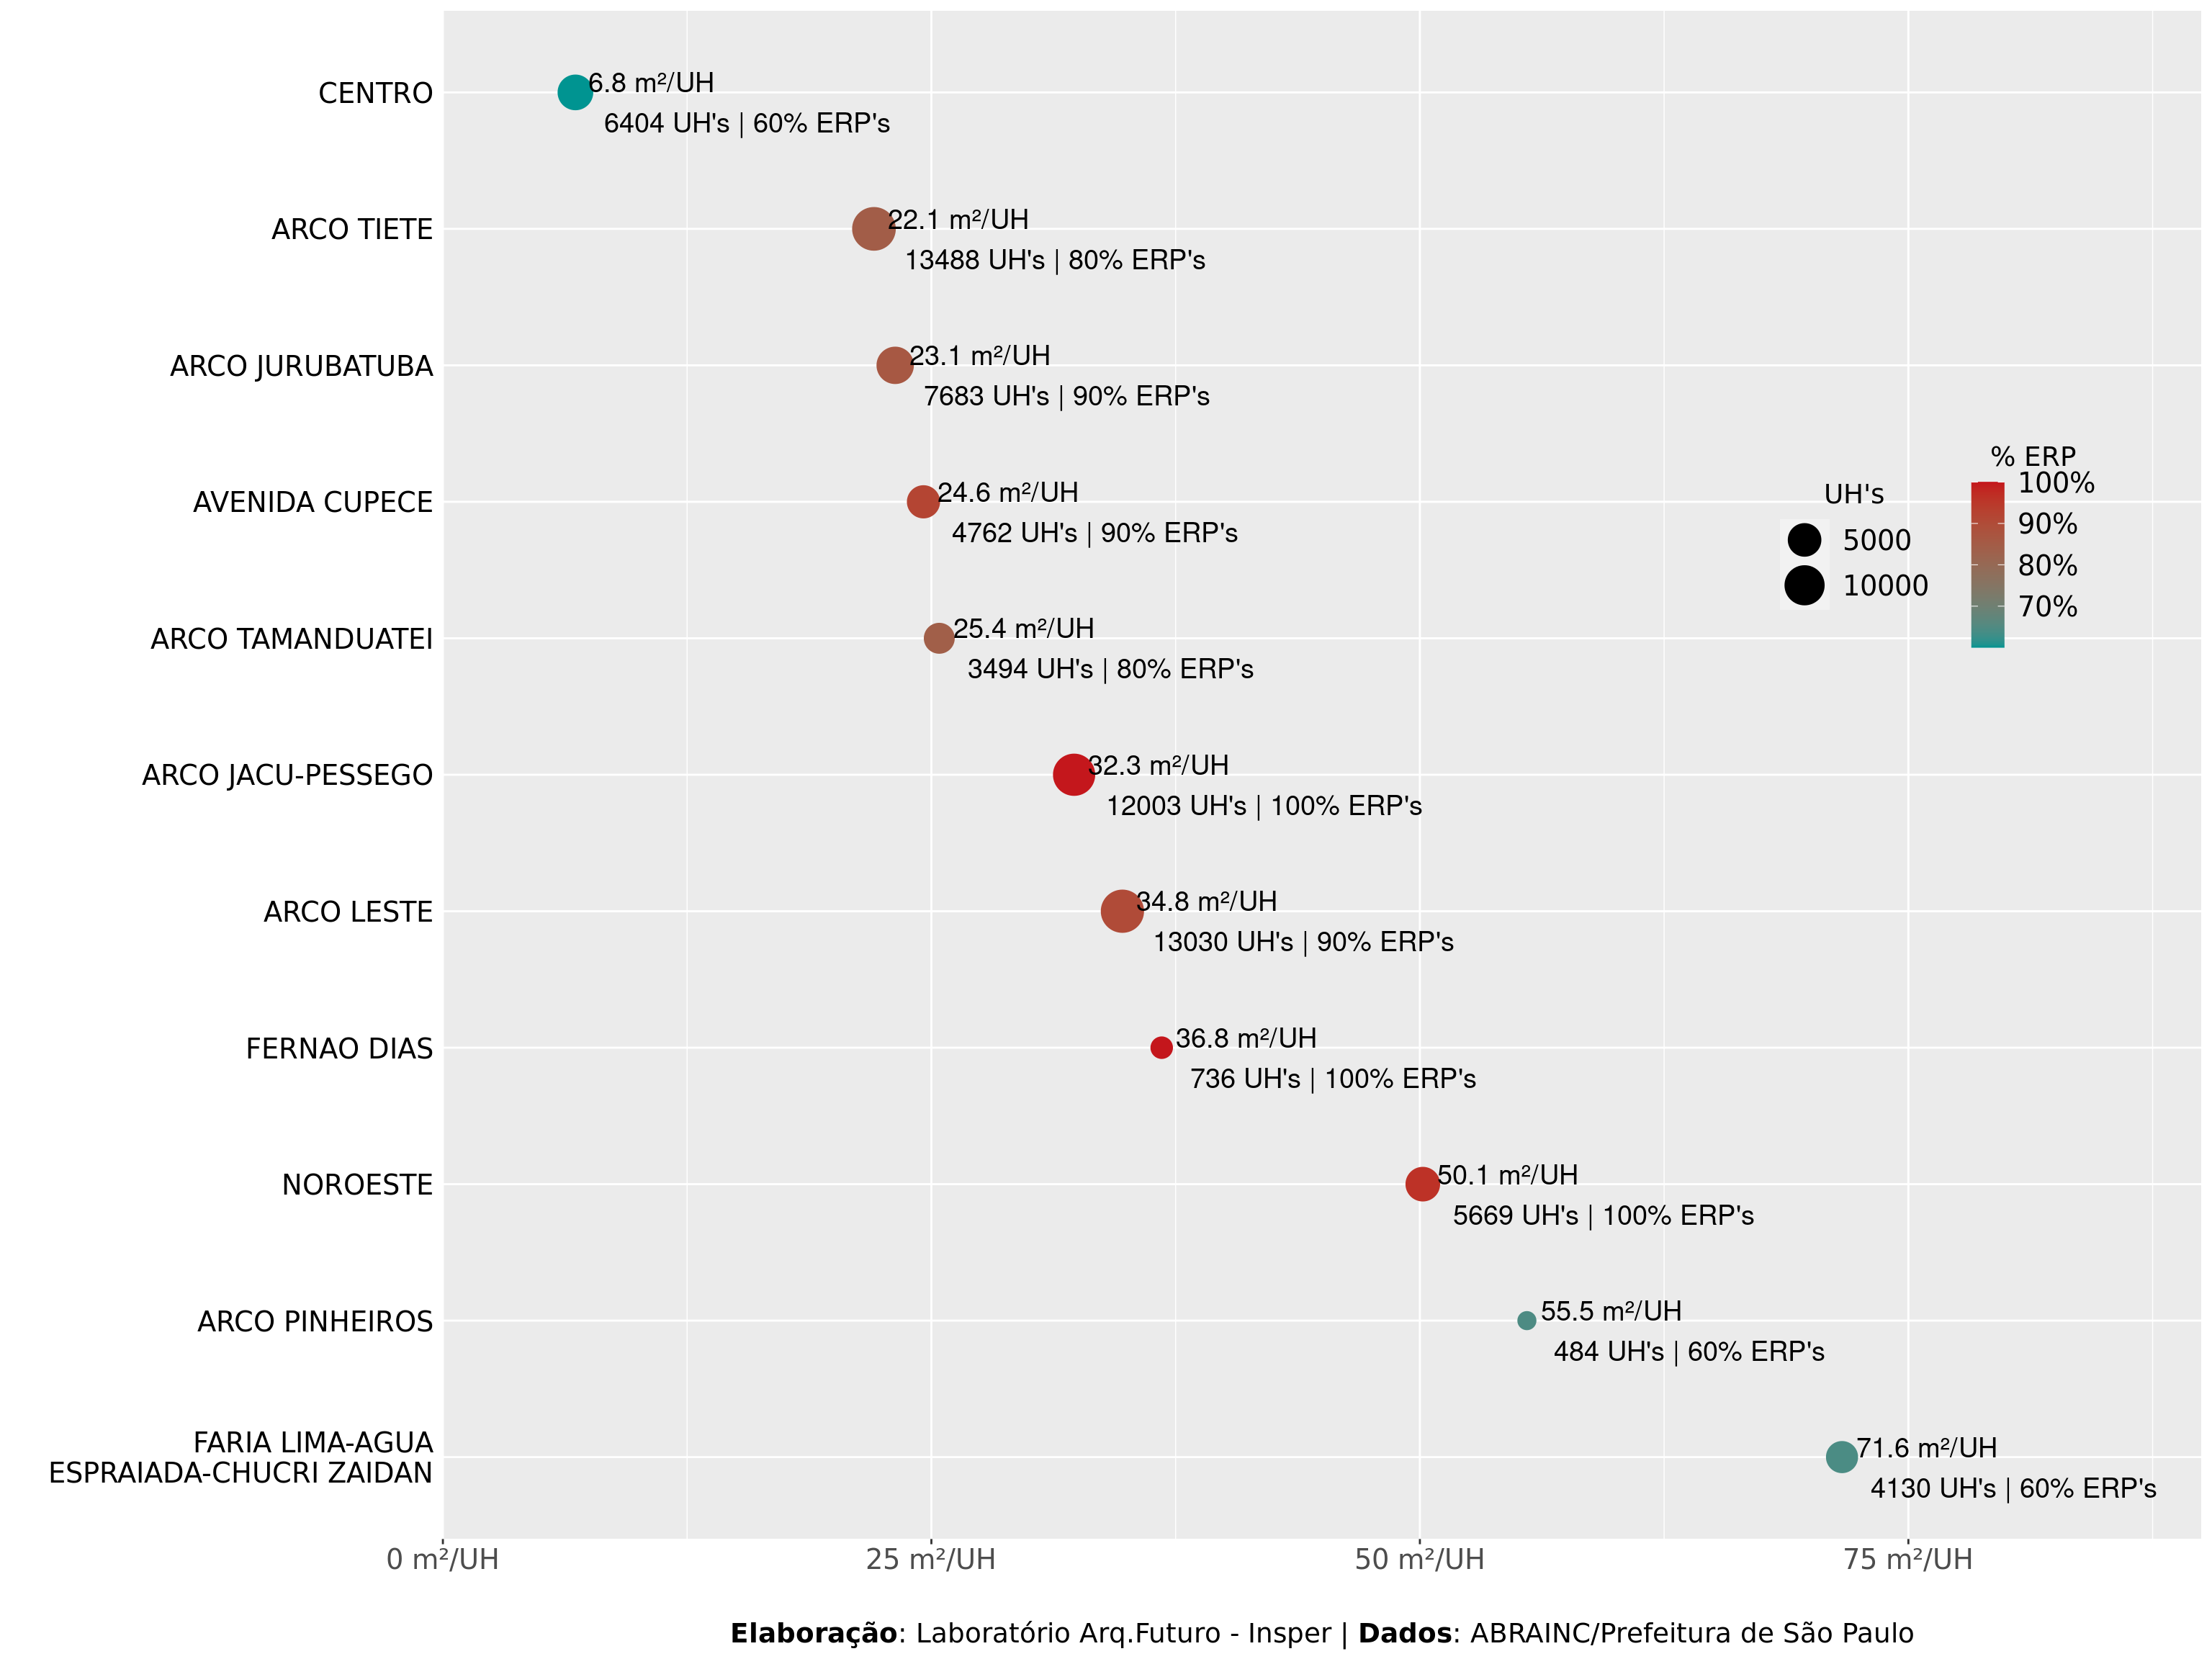 CENTRO
6.8 m²/UH
6404 UH's | 60% ERP's
ARCO TIETE
22.1 m²/UH
13488 UH's | 80% ERP's
ARCO JURUBATUBA
23.1 m²/UH
7683 UH's | 90% ERP's
AVENIDA CUPECE
24.6 m²/UH
4762 UH's | 90% ERP's
ARCO TAMANDUATEI
25.4 m²/UH
3494 UH's | 80% ERP's
ARCO JACU-PESSEGO
32.3 m²/UH
12003 UH's | 100% ERP's
ARCO LESTE
34.8 m²/UH
13030 UH's | 90% ERP's
FERNAO DIAS
36.8 m²/UH
736 UH's | 100% ERP's
NOROESTE
50.1 m²/UH
5669 UH's | 100% ERP's
ARCO PINHEIROS
55.5 m²/UH
484 UH's | 60% ERP's
FARIA LIMA-AGUA
ESPRAIADA-CHUCRI ZAIDAN
71.6 m²/UH
4130 UH's | 60% ERP's
UH's
5000
10000
% ERP
100%
90%
80%
70%
0 m²/UH
25 m²/UH
50 m²/UH
75 m²/UH
Elaboração: Laboratório Arq.Futuro - Insper | Dados: ABRAINC/Prefeitura de São Paulo